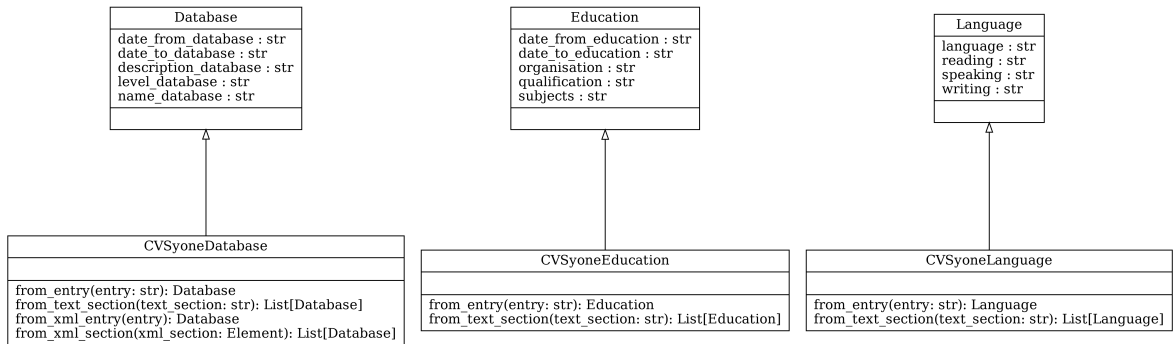 Database
date_from_database : str
date_to_database : str
description_database : str
level_database : str
name_database : str
Education
date_from_education : str
date_to_education : str
organisation : str
qualification : str
subjects : str
Language
language : str
reading : str
speaking : str
writing : str
CVSyoneDatabase
from_entry(entry: str): Database
from_text_section(text_section: str): List[Database]
from_xml_entry(entry): Database
from_xml_section(xml_section: Element): List[Database]
CVSyoneEducation
from_entry(entry: str): Education
from_text_section(text_section: str): List[Education]
CVSyoneLanguage
from_entry(entry: str): Language
from_text_section(text_section: str): List[Language]